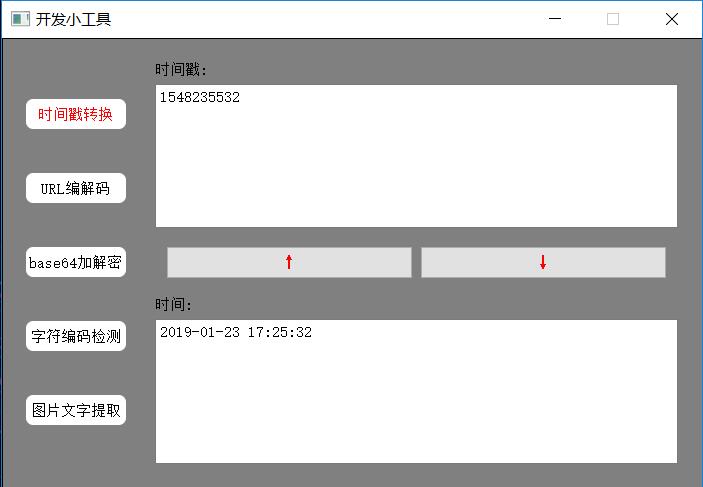 开发小工具
时间戳:
1548235532
时间戳转换
URL编解码
base64加解密
↑
↓
时间:
2019-01-23 17:25:32
字符编码检测
图片文字提取